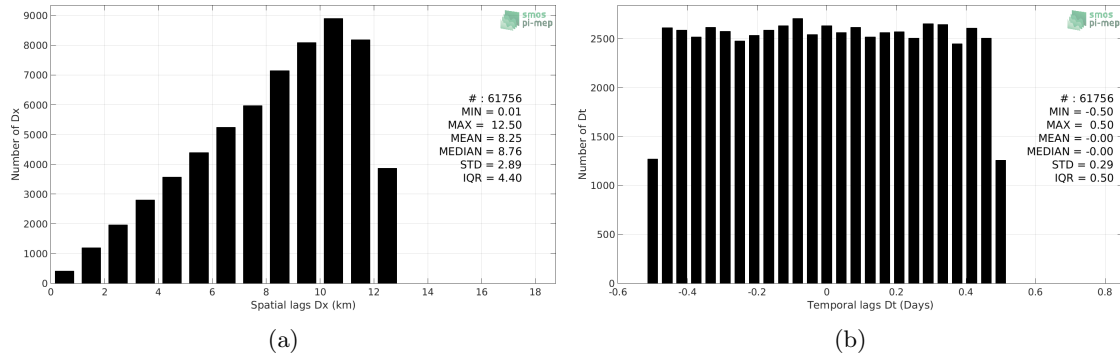 smos
pi-mep
9000
8000
7000
6000
5000
4000
3000
2000
1000
0
Number of Dx
# : 61756
MIN = 0.01
MAX = 12.50
MEAN = 8.25
MEDIAN = 8.76
STD = 2.89
IQR = 4.40
0 2 4 6 8 10 12 14 16 18
Spatial lags Dx (km)
(a)
smos
pi-mep
2500
2000
1500
1000
500
0
Number of Dt
# : 61756
MIN = -0.50
MAX = 0.50
MEAN = -0.00
MEDIAN = -0.00
STD = 0.29
IQR = 0.50
-0.6 -0.4 -0.2 0 0.2 0.4 0.6 0.8
Temporal lags Dt (Days)
(b)